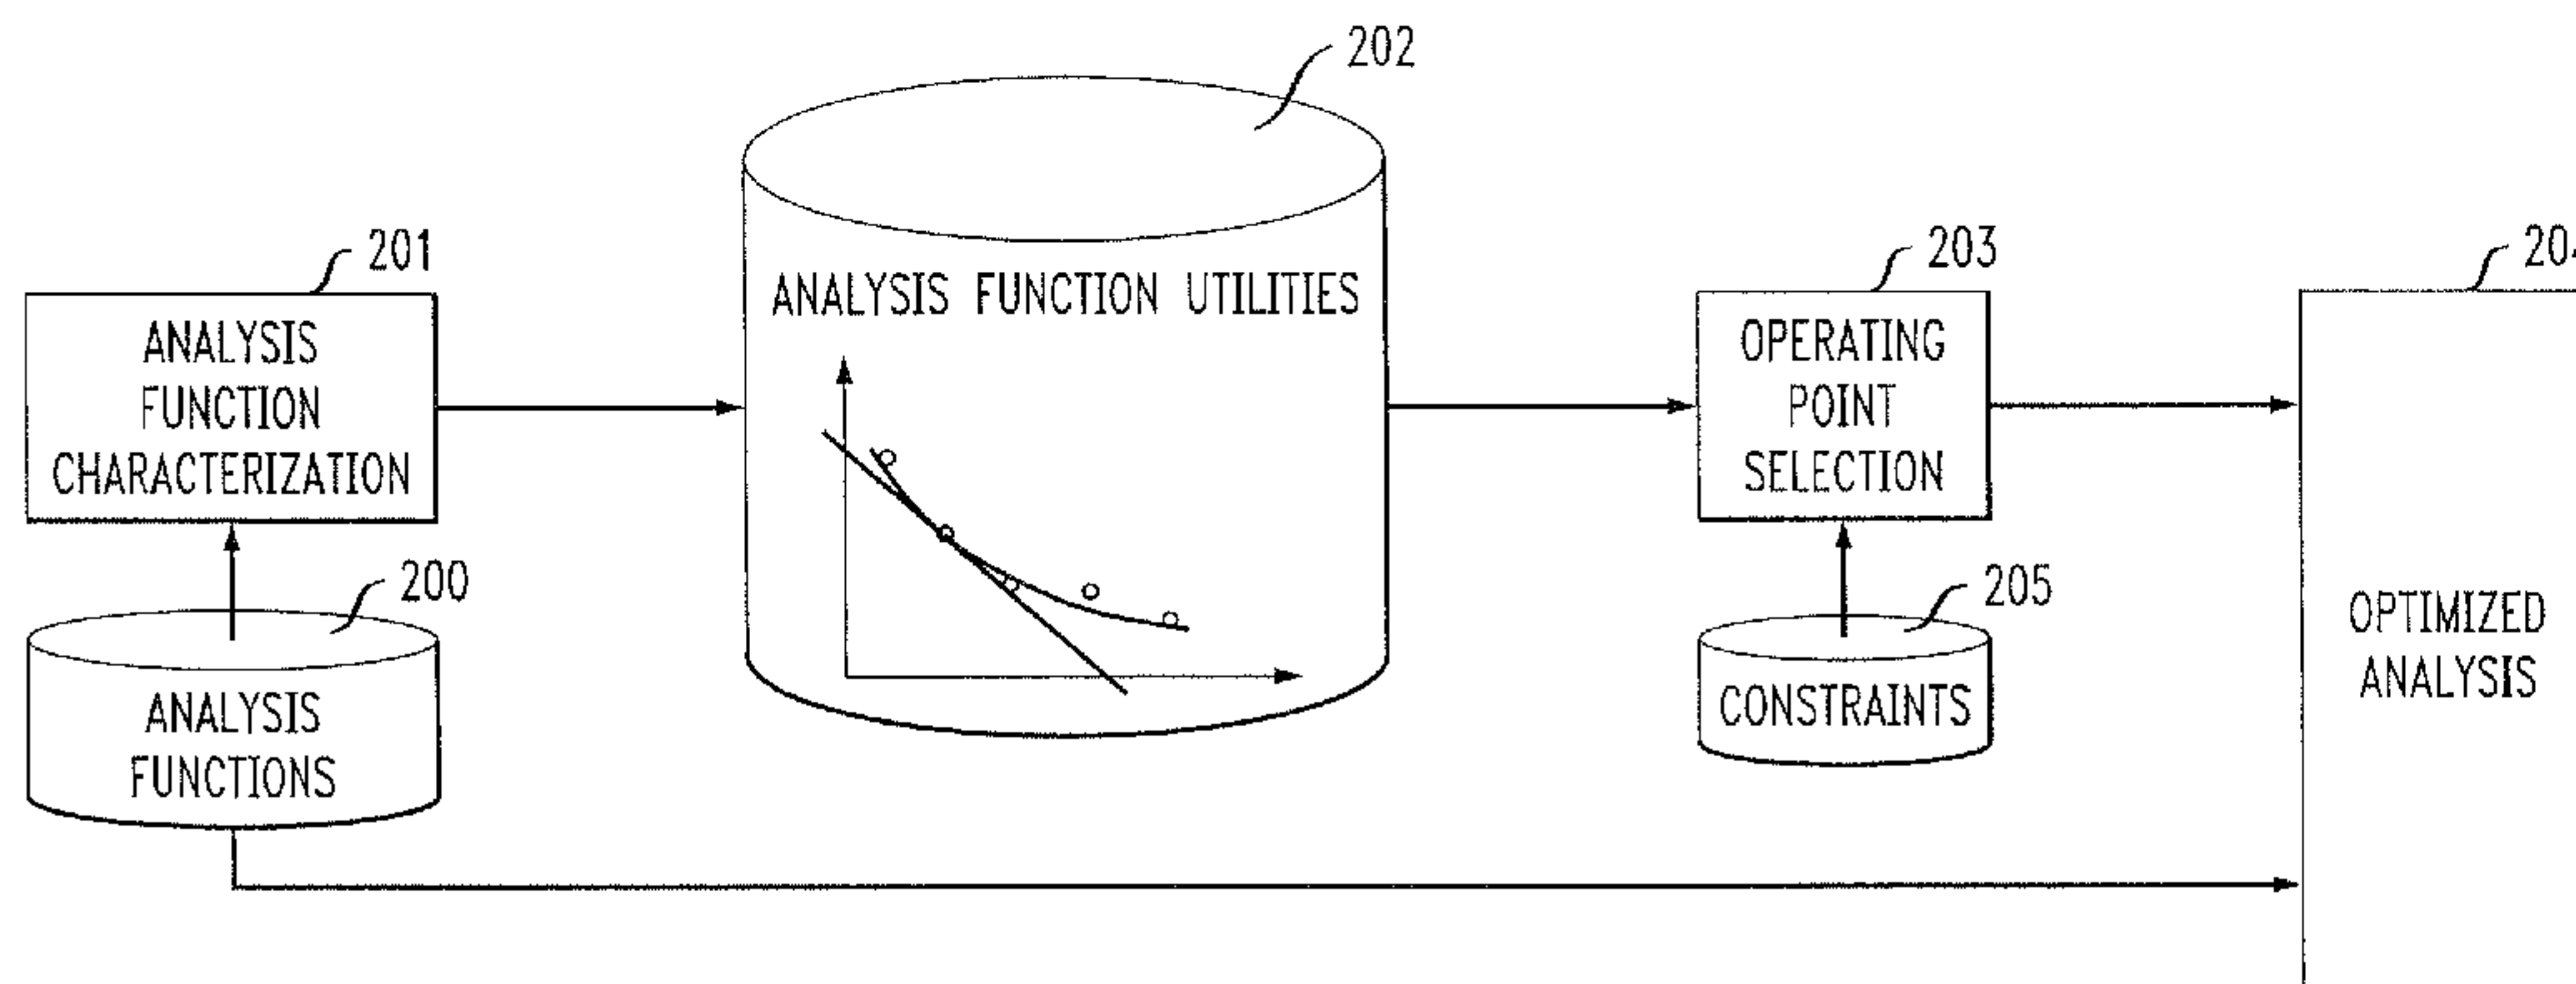 202
201
ANALYSIS
FUNCTION
CHARACTERIZATION
200
ANALYSIS
FUNCTIONS
ANALYSIS FUNCTION UTILITIES
203
OPERATING
POINT
SELECTION
205
CONSTRAINTS
OPTIMIZED
ANALYSIS